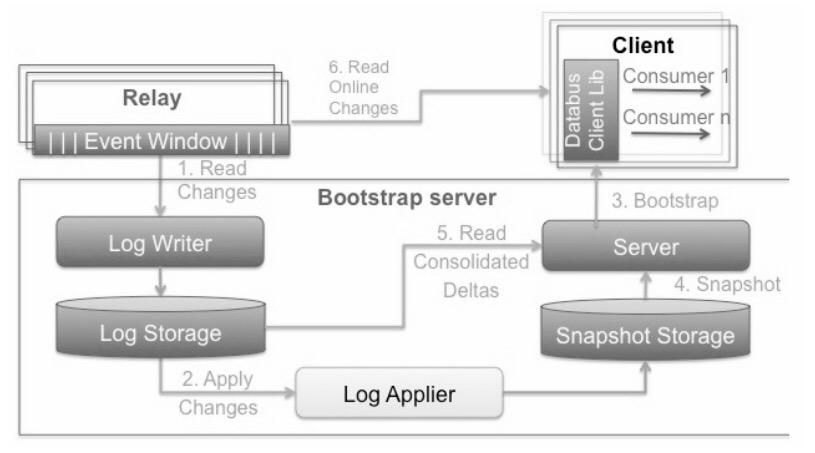 Client
6. Read
Online
Changes
Relay
Databus
Client Lib
Consumer 1
Consumer n
| | | Event Window | | | |
1. Read
Changes
Bootstrap server
3. Bootstrap
Log Writer
5. Read
Consolidated
Deltas
Server
4. Snapshot
Log Storage
Snapshot Storage
2. Apply
Changes
Log Applier